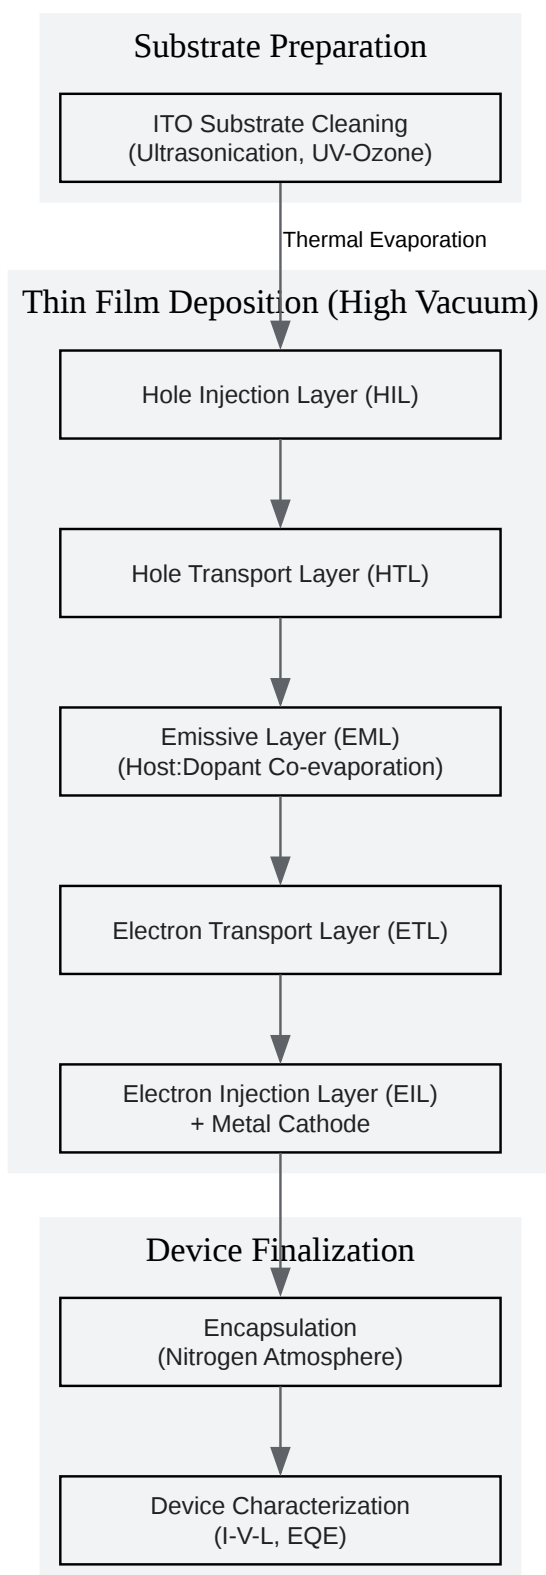 Substrate Preparation
ITO Substrate Cleaning
(Ultrasonication, UV-Ozone)
Thermal Evaporation
Thin Film Deposition (High Vacuum)
Hole Injection Layer (HIL)
Hole Transport Layer (HTL)
Emissive Layer (EML)
(Host:Dopant Co-evaporation)
Electron Transport Layer (ETL)
Electron Injection Layer (EIL)
+ Metal Cathode
Device Finalization
Encapsulation
(Nitrogen Atmosphere)
Device Characterization
(I-V-L, EQE)